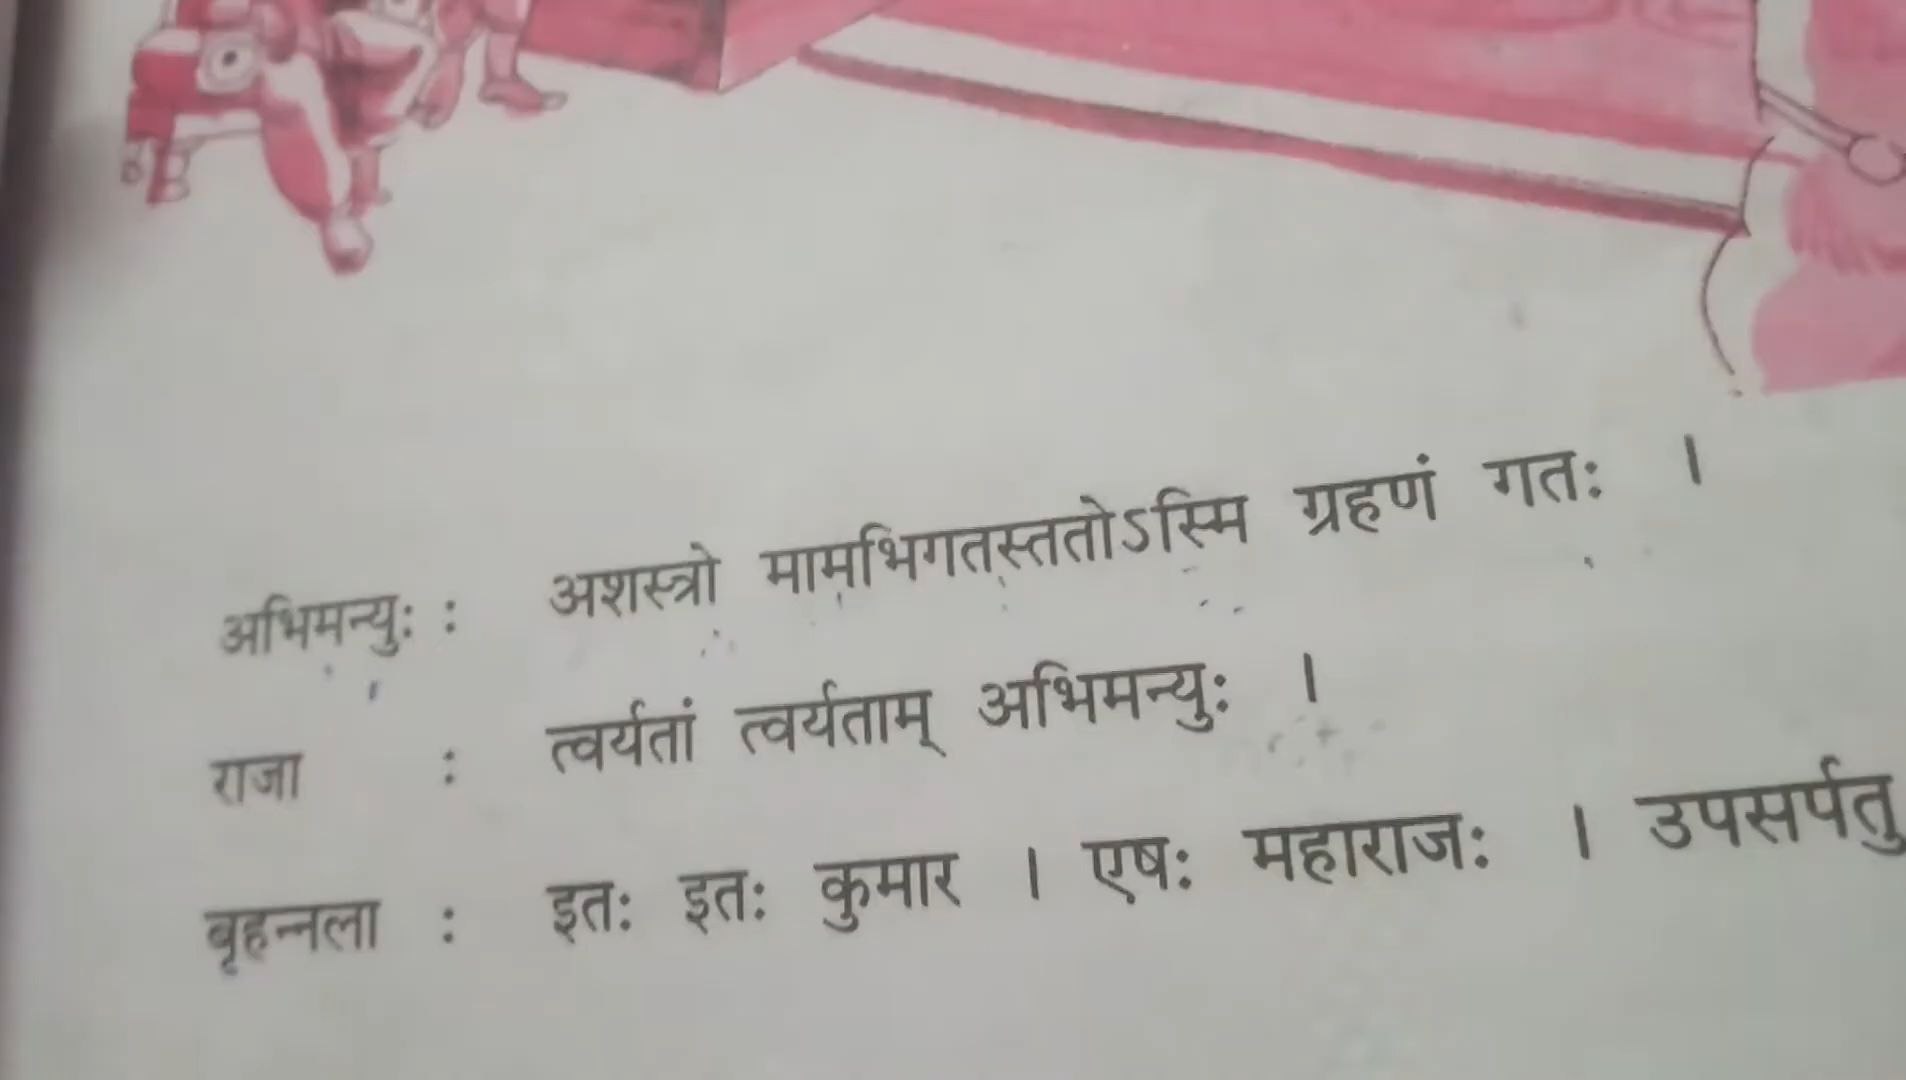 अभिमन्युः : अशस्त्रो मामभिगतस्ततोऽस्मि ग्रहणं गतः ।
राजा : त्वर्यतां त्वर्यताम् अभिमन्युः ।
बृहन्नला : इतः इतः कुमार । एषः महाराजः । उपसर्पतु